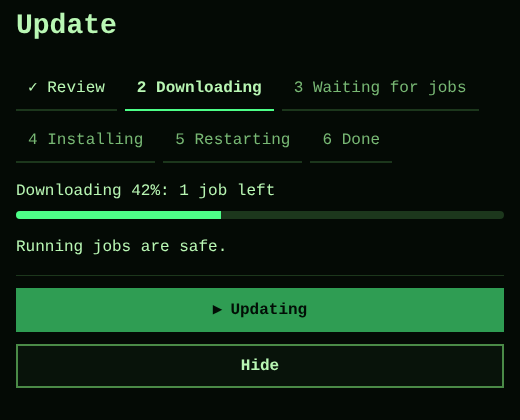 Update
✓ Review 2 Downloading 3 Waiting for jobs
4 Installing 5 Restarting 6 Done
Downloading 42%: 1 job left
Running jobs are safe.
▶ Updating
Hide